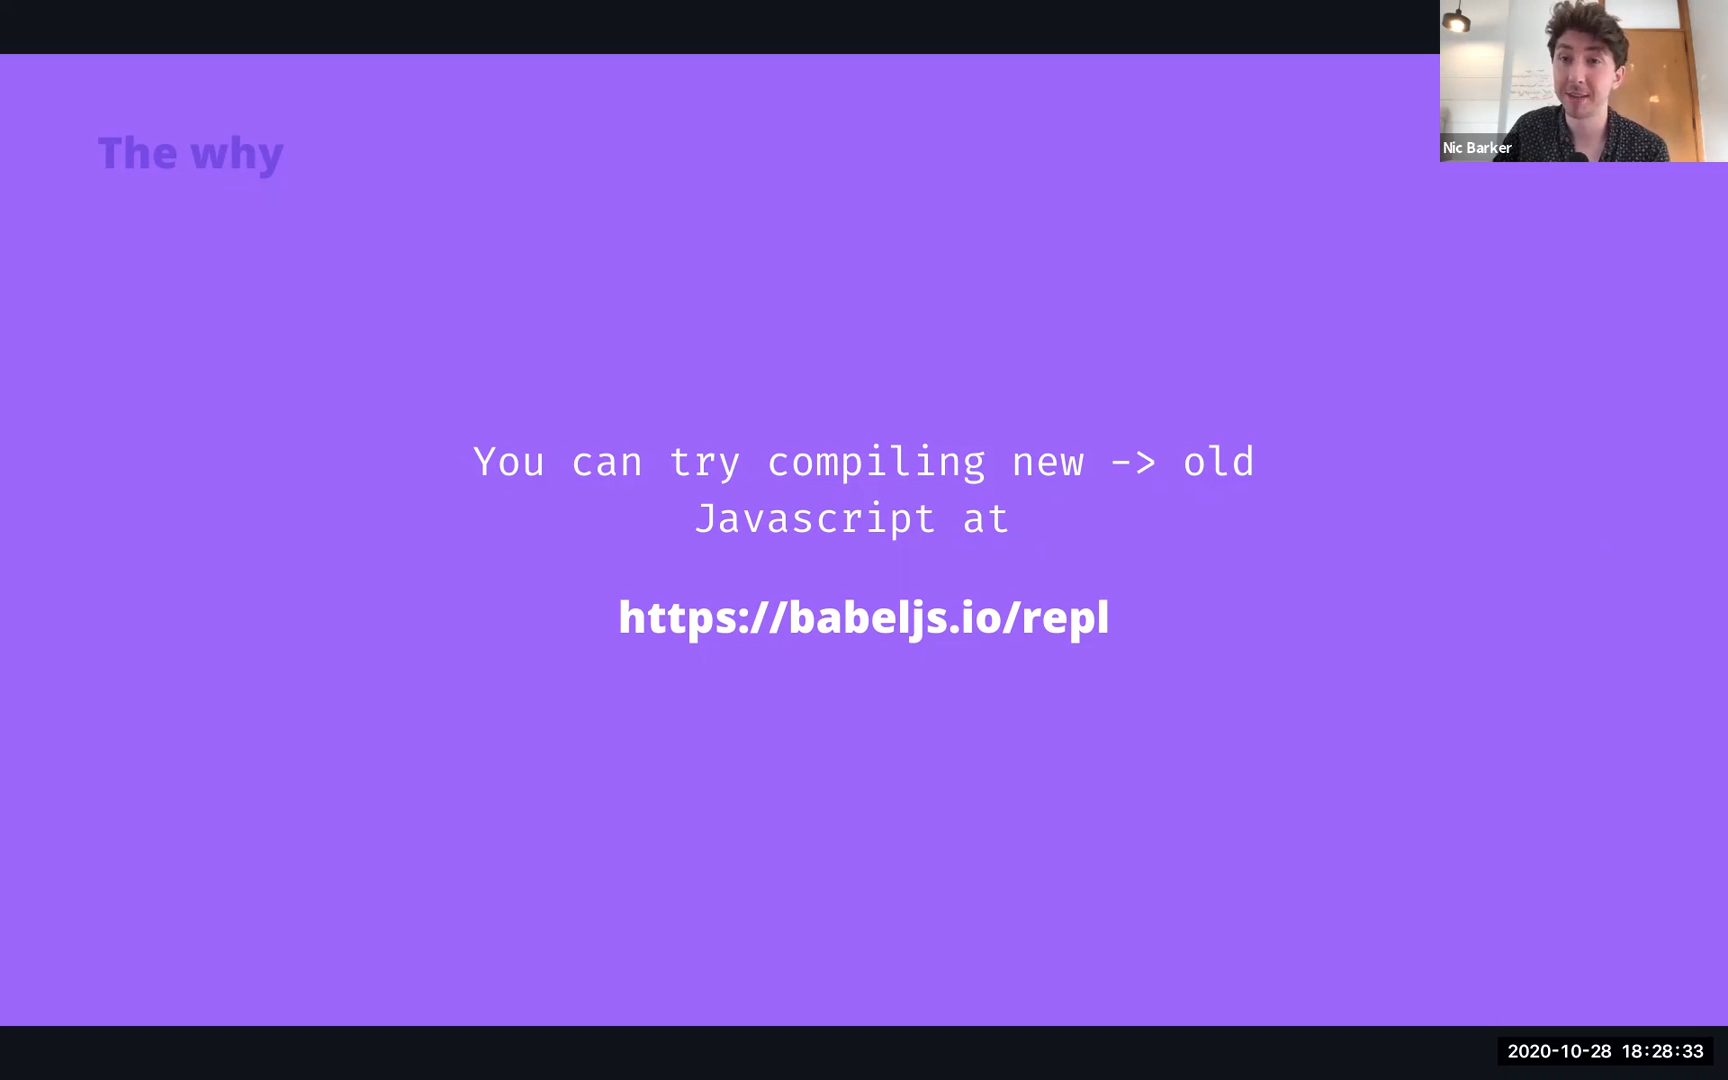 The why
Nic Barker
You can try compiling new -> old
Javascript at
https://babeljs.io/repl
2020-10-28 18:28:33